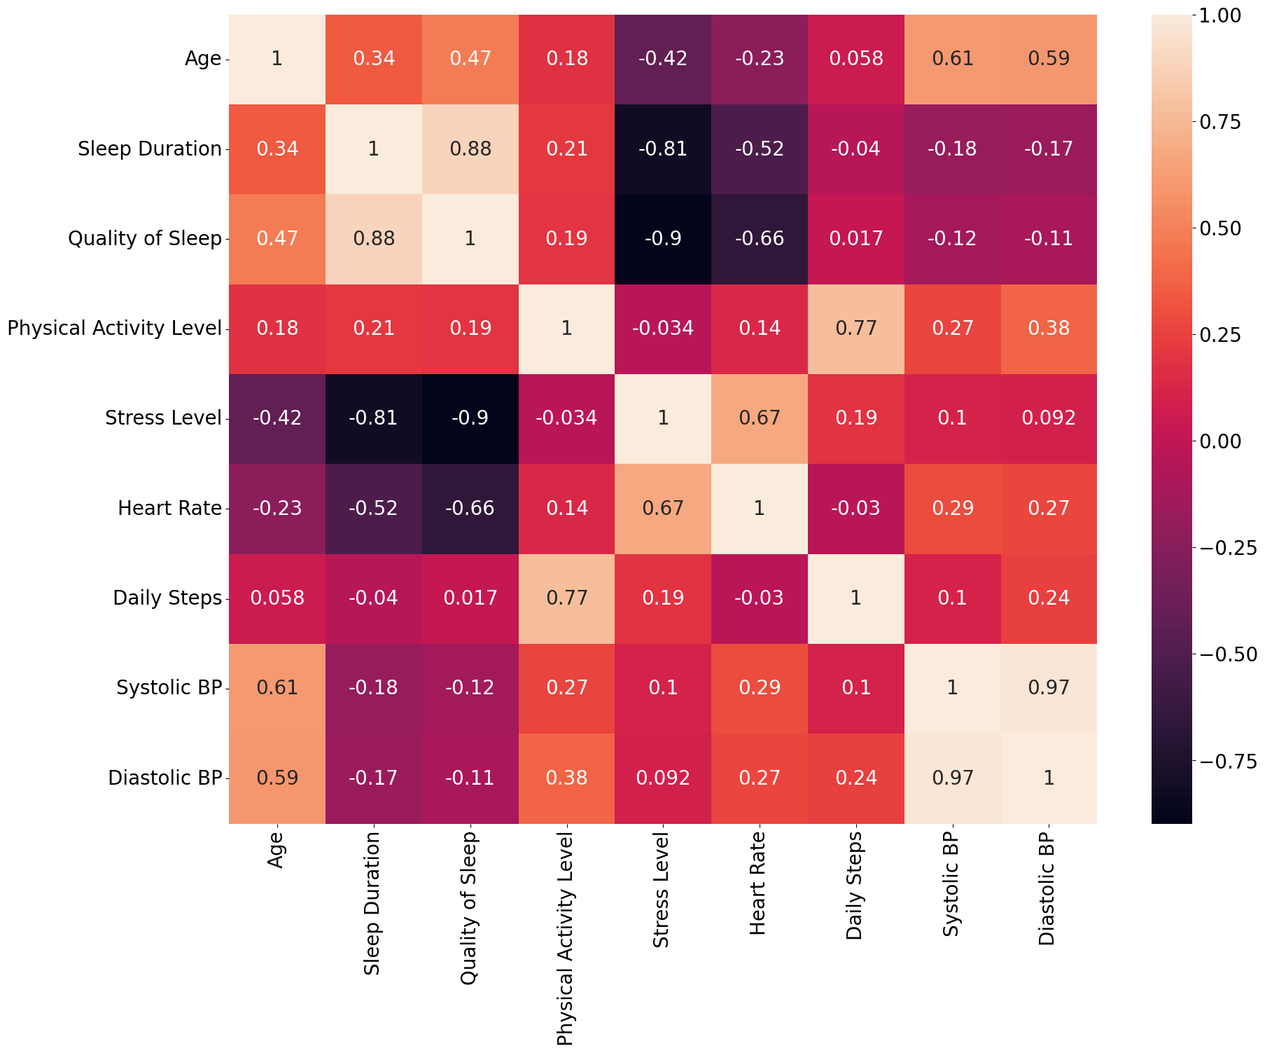 Age 1 0.34 0.47 0.18 -0.42 -0.23 0.058 0.61 0.59
Sleep Duration 0.34 1 0.88 0.21 -0.81 -0.52 -0.04 -0.18 -0.17
Quality of Sleep 0.47 0.88 1 0.19 -0.9 -0.66 0.017 -0.12 -0.11
Physical Activity Level 0.18 0.21 0.19 1 -0.034 0.14 0.77 0.27 0.38
Stress Level -0.42 -0.81 -0.9 -0.034 1 0.67 0.19 0.1 0.092
Heart Rate -0.23 -0.52 -0.66 0.14 0.67 1 -0.03 0.29 0.27
Daily Steps 0.058 -0.04 0.017 0.77 0.19 -0.03 1 0.1 0.24
Systolic BP 0.61 -0.18 -0.12 0.27 0.1 0.29 0.1 1 0.97
Diastolic BP 0.59 -0.17 -0.11 0.38 0.092 0.27 0.24 0.97 1
Age
Sleep Duration
Quality of Sleep
Physical Activity Level
Stress Level
Heart Rate
Daily Steps
Systolic BP
Diastolic BP
1.00
0.75
0.50
0.25
0.00
−0.25
−0.50
−0.75